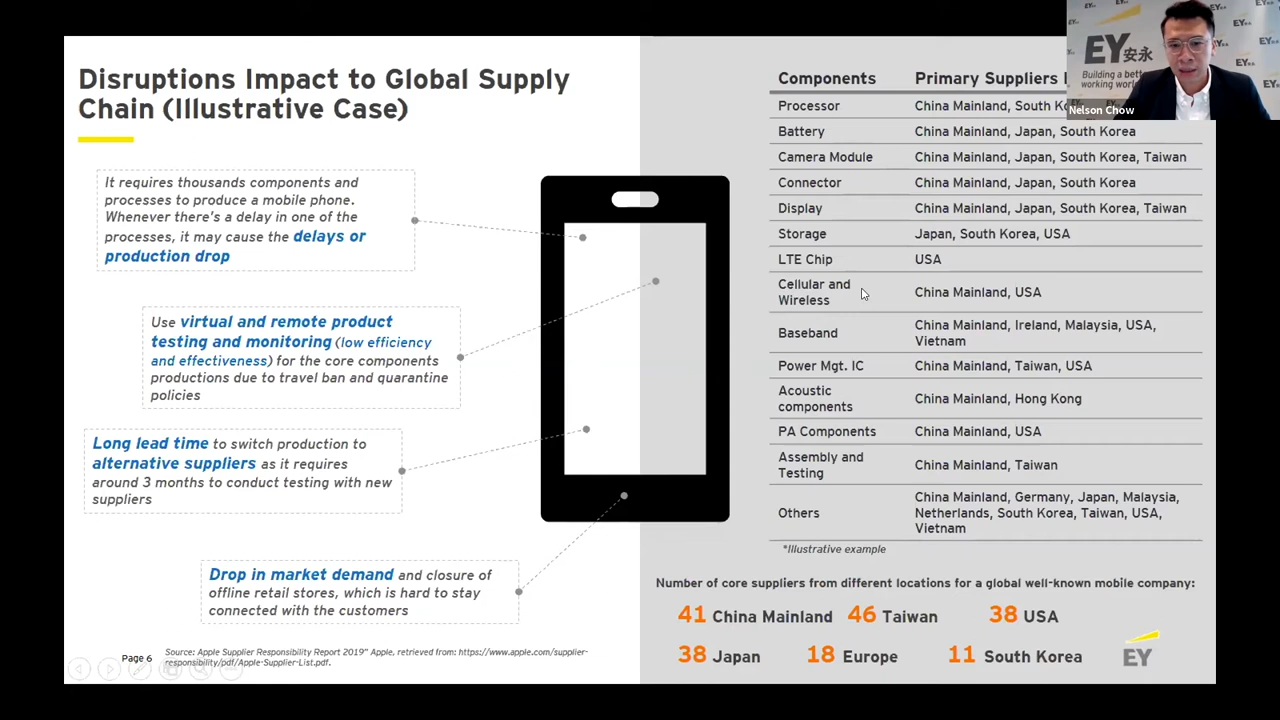 Disruptions Impact to Global Supply
Chain (Illustrative Case)
It requires thousands components and
processes to produce a mobile phone.
Whenever there's a delay in one of the
processes, it may cause the delays or
production drop
Use virtual and remote product
testing and monitoring (low efficiency
and effectiveness) for the core components
productions due to travel ban and quarantine
policies
Long lead time to switch production to
alternative suppliers as it requires
around 3 months to conduct testing with new
suppliers
Drop in market demand and closure of
offline retail stores, which is hard to stay
connected with the customers
Page 6
Source: Apple Supplier Responsibility Report 2019" Apple, retrieved from: https://www.apple.com/supplier-
responsibility/pdf/Apple-Supplier-List.pdf.
Components Primary Suppliers
Processor China Mainland, South
Battery China Mainland, Japan, South Korea
Camera Module China Mainland, Japan, South Korea, Taiwan
Connector China Mainland, Japan, South Korea
Display China Mainland, Japan, South Korea, Taiwan
Storage Japan, South Korea, USA
LTE Chip USA
Cellular and
Wireless China Mainland, USA
Baseband China Mainland, Ireland, Malaysia, USA,
Vietnam
Power Mgt. IC China Mainland, Taiwan, USA
Acoustic
components China Mainland, Hong Kong
PA Components China Mainland, USA
Assembly and
Testing China Mainland, Taiwan
Others China Mainland, Germany, Japan, Malaysia,
Netherlands, South Korea, Taiwan, USA,
Vietnam
*Illustrative example
Number of core suppliers from different locations for a global well-known mobile company:
41 China Mainland 46 Taiwan 38 USA
38 Japan 18 Europe 11 South Korea
EY
EY安永
Building a
working
Nelson Chow